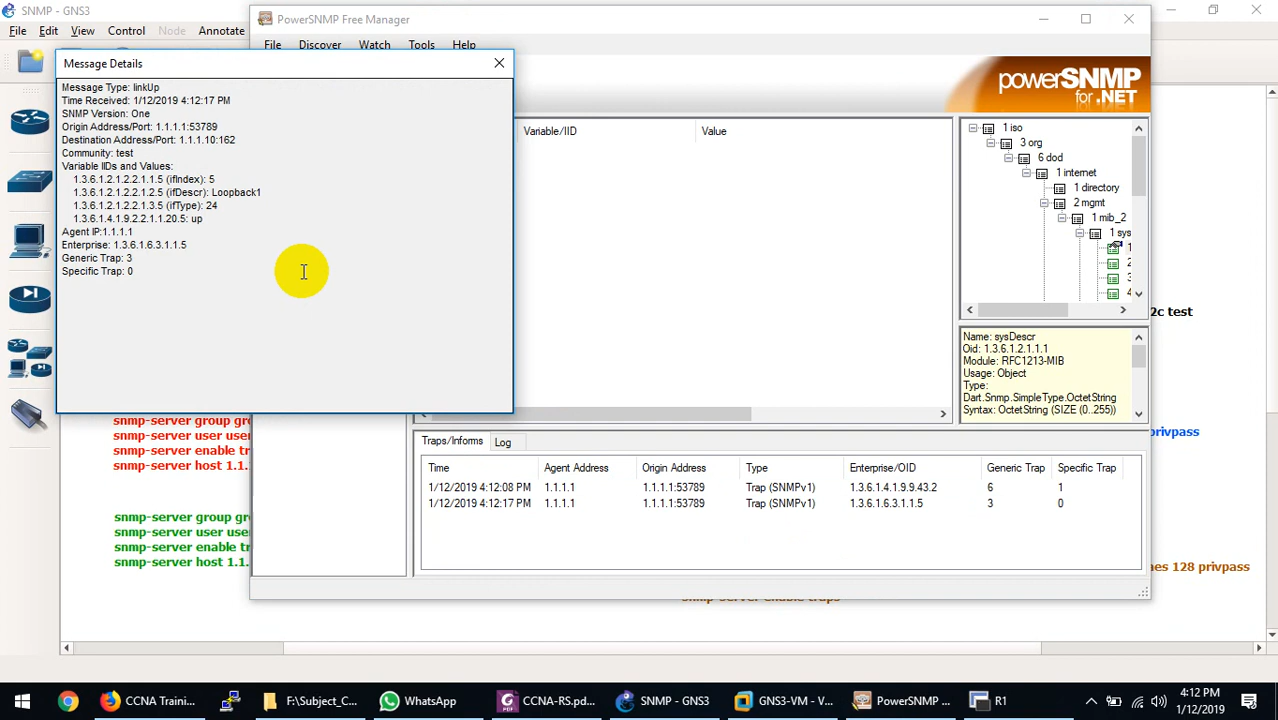 SNMP - GNS3
File Edit View Control Node Annotate
PowerSNMP Free Manager
File Discover Watch Tools Help
powerSNMP
for .NET
Message Details
Message Type: linkUp
Time Received: 1/12/2019 4:12:17 PM
SNMP Version: One
Origin Address/Port: 1.1.1.1:53789
Destination Address/Port: 1.1.1.10:162
Community: test
Variable IIDs and Values:
1.3.6.1.2.1.2.2.1.1.5 (ifIndex): 5
1.3.6.1.2.1.2.2.1.2.5 (ifDescr): Loopback1
1.3.6.1.2.1.2.2.1.3.5 (ifType): 24
1.3.6.1.4.1.9.2.2.1.1.20.5: up
Agent IP:1.1.1.1
Enterprise: 1.3.6.1.6.3.1.1.5
Generic Trap: 3
Specific Trap: 0
Variable/IID Value
1 iso
3 org
6 dod
1 internet
1 directory
2 mgmt
1 mib_2
1 sys
1
2
3
4
2c test
Name: sysDescr
Oid: 1.3.6.1.2.1.1.1
Module: RFC1213-MIB
Usage: Object
Type:
Dart.Snmp.SimpleType.OctetString
Syntax: OctetString (SIZE (0..255))
snmp-server group gr
snmp-server user use
snmp-server enable tr
snmp-server host 1.1.
privpass
Traps/Informs Log
Time Agent Address Origin Address Type Enterprise/OID Generic Trap Specific Trap
1/12/2019 4:12:08 PM 1.1.1.1 1.1.1.1:53789 Trap (SNMPv1) 1.3.6.1.4.1.9.9.43.2 6 1
1/12/2019 4:12:17 PM 1.1.1.1 1.1.1.1:53789 Trap (SNMPv1) 1.3.6.1.6.3.1.1.5 3 0
snmp-server group gr
snmp-server user use
snmp-server enable tr
snmp-server host 1.1.
aes 128 privpass
snmp-server enable traps
CCNA Traini... F:\Subject_C... WhatsApp CCNA-RS.pd... SNMP - GNS3 GNS3-VM - V... PowerSNMP ... R1
4:12 PM
1/12/2019